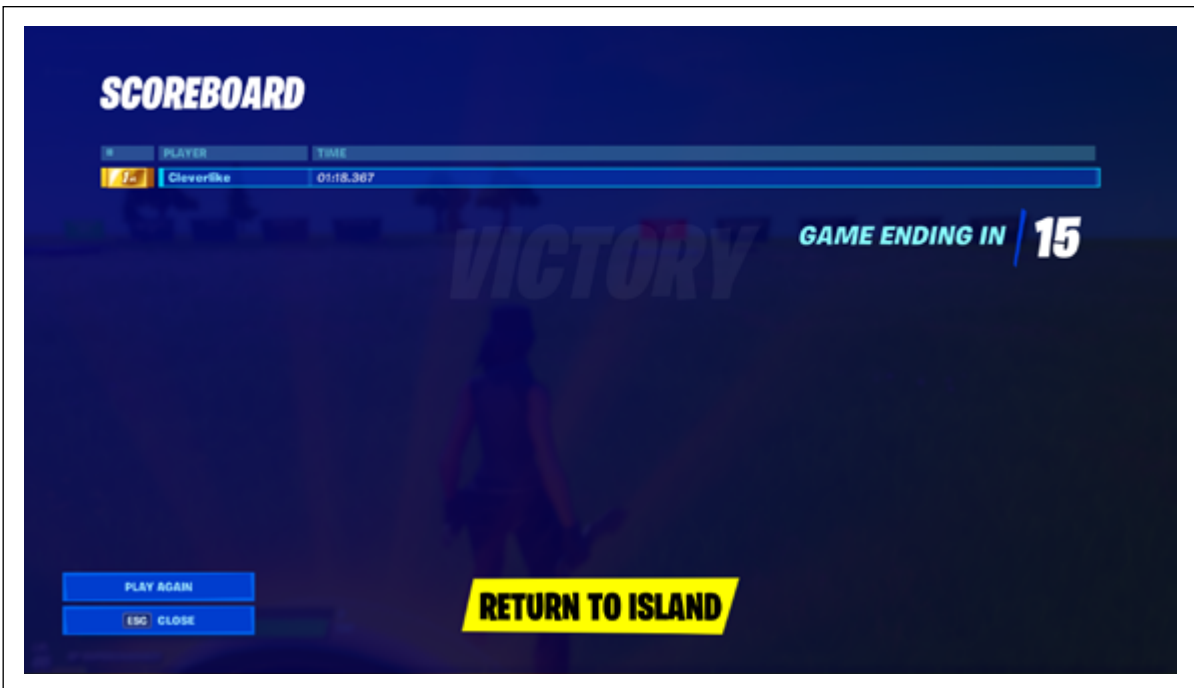 SCOREBOARD
# PLAYER TIME
1st Cleverlike 01:18.367
VICTORY
GAME ENDING IN 15
PLAY AGAIN
ESC CLOSE
RETURN TO ISLAND